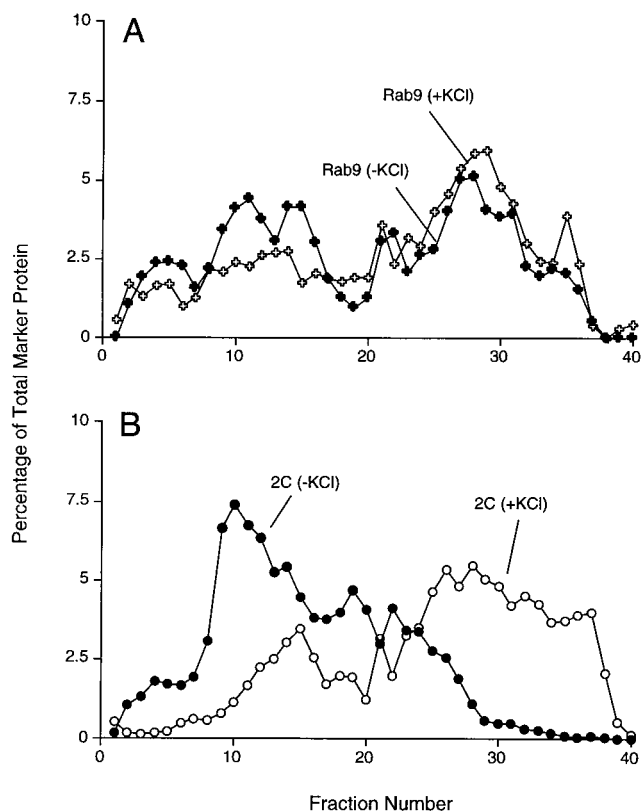 A
10
7.5
5
2.5
0
Rab9 (+KCl)
Rab9 (-KCl)
0 10 20 30 40
Percentage of Total Marker Protein
B
10
7.5
5
2.5
0
2C (-KCl)
2C (+KCl)
0 10 20 30 40
Fraction Number